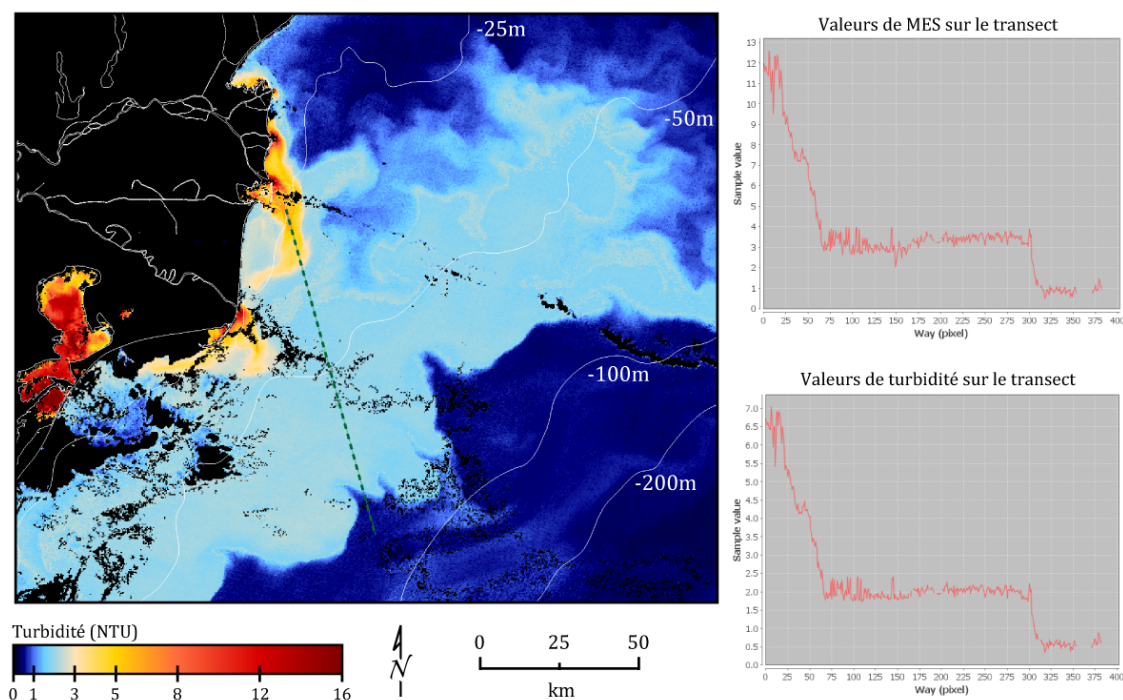 -25m
-50m
-100m
-200m
Turbidité (NTU)
0 1 3 5 8 12 16
N
0 25 50
km
Valeurs de MES sur le transect
13
12
11
10
9
8
7
6
5
4
3
2
1
0
Sample value
0 25 50 75 100 125 150 175 200 225 250 275 300 325 350 375 400
Way (pixel)
Valeurs de turbidité sur le transect
7.0
6.5
6.0
5.5
5.0
4.5
4.0
3.5
3.0
2.5
2.0
1.5
1.0
0.5
0.0
Sample value
0 25 50 75 100 125 150 175 200 225 250 275 300 325 350 375 400
Way (pixel)